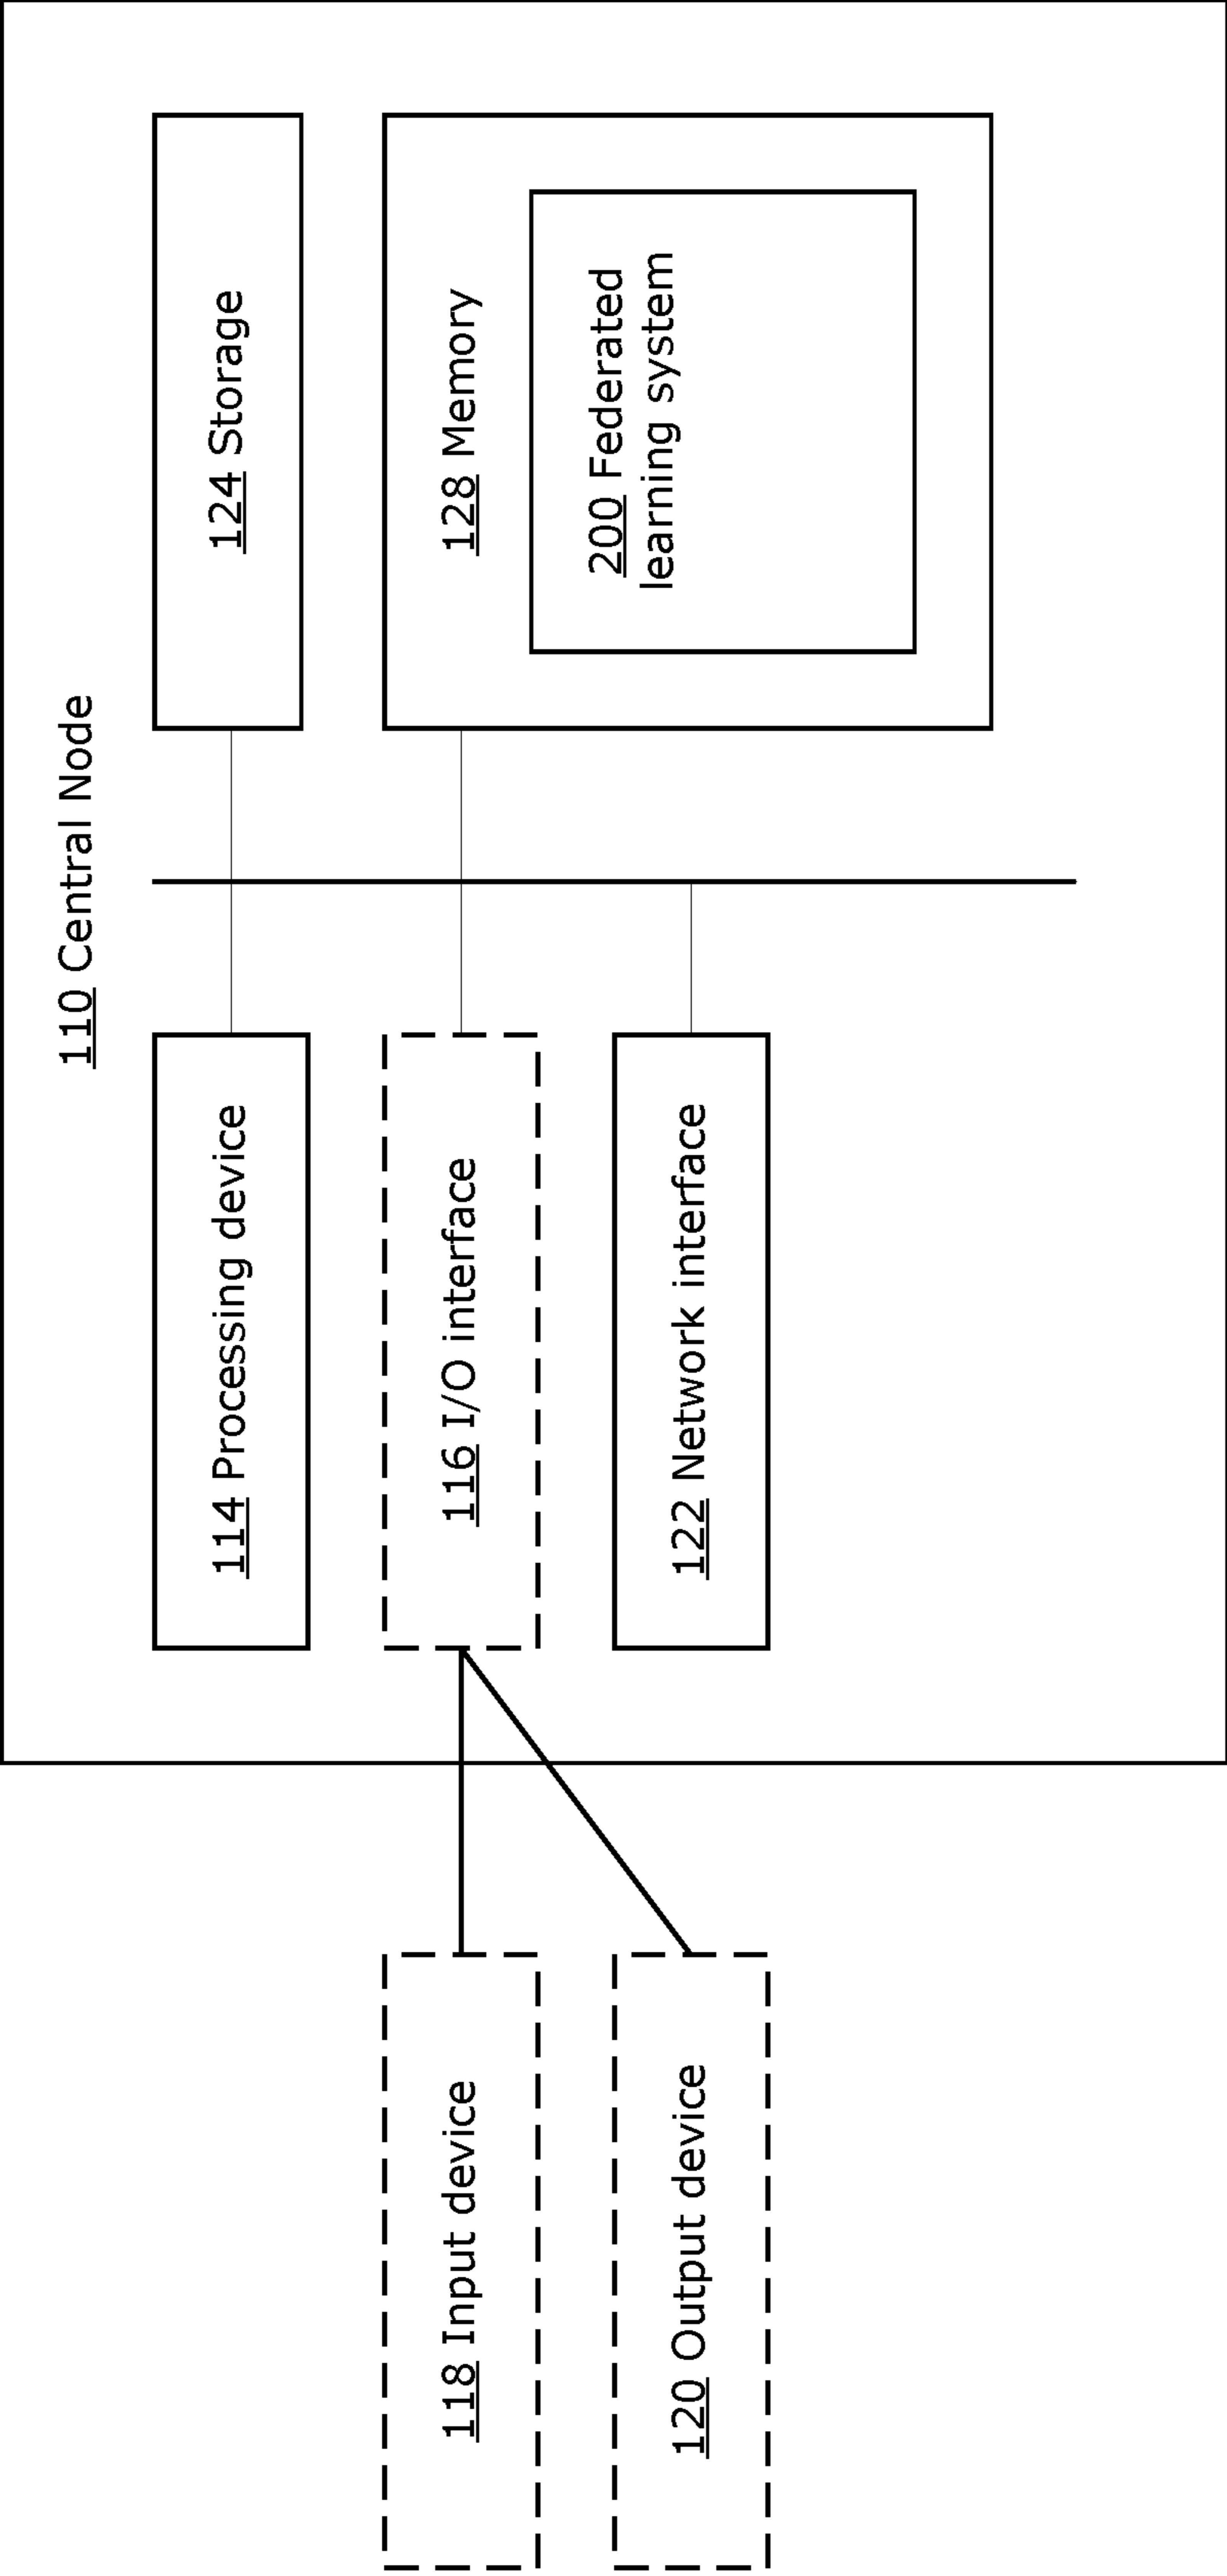 110 Central Node
114 Processing device
124 Storage
118 Input device
116 I/O interface
128 Memory
200 Federated
learning system
120 Output device
122 Network interface